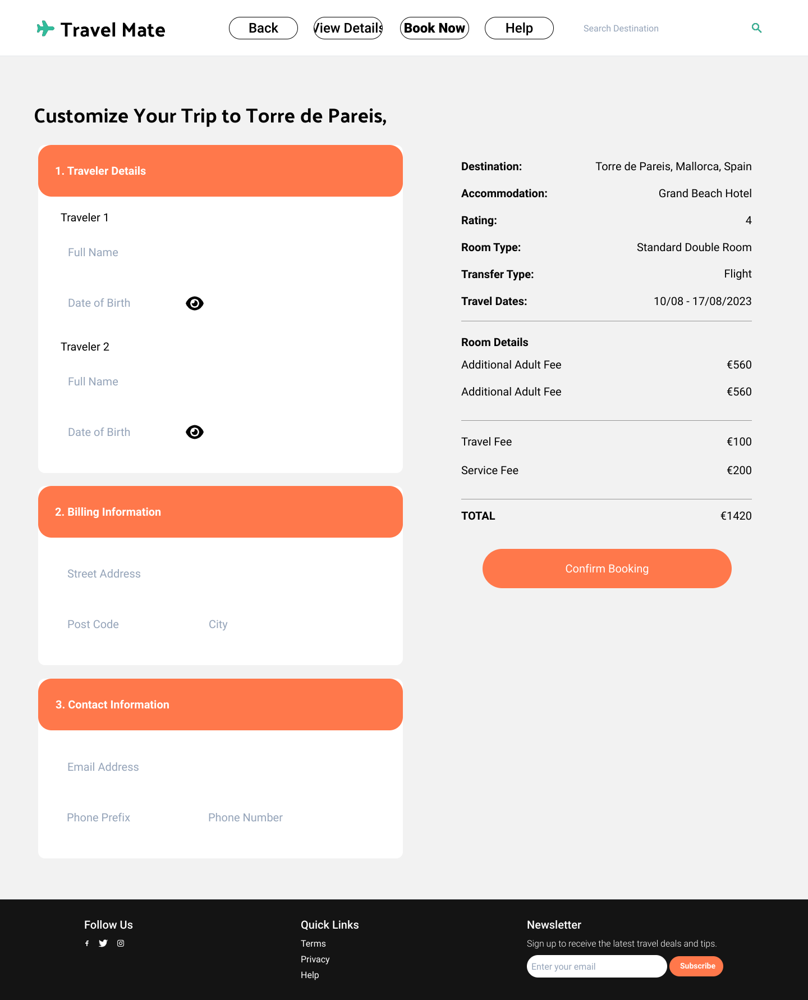 Travel Mate
Back
View Details
Book Now
Help
Search Destination
Customize Your Trip to Torre de Pareis,
1. Traveler Details
Traveler 1
Full Name
Date of Birth
Traveler 2
Full Name
Date of Birth
2. Billing Information
Street Address
Post Code City
3. Contact Information
Email Address
Phone Prefix Phone Number
Destination: Torre de Pareis, Mallorca, Spain
Accommodation: Grand Beach Hotel
Rating: 4
Room Type: Standard Double Room
Transfer Type: Flight
Travel Dates: 10/08 - 17/08/2023
Room Details
Additional Adult Fee €560
Additional Adult Fee €560
Travel Fee €100
Service Fee €200
TOTAL €1420
Confirm Booking
Follow Us
Quick Links
Terms
Privacy
Help
Newsletter
Sign up to receive the latest travel deals and tips.
Enter your email
Subscribe